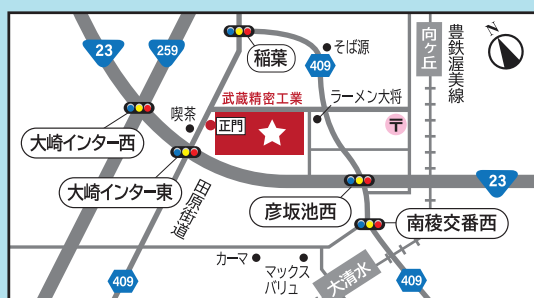 23
259
稲葉
そば源
409
向ヶ丘
豊鉄渥美線
N
武蔵精密工業
ラーメン大将
喫茶
正門
〒
大崎インター西
大崎インター東
田原街道
彦坂池西
23
南稜交番西
カーマ
マックス
バリュ
大清水
409
409